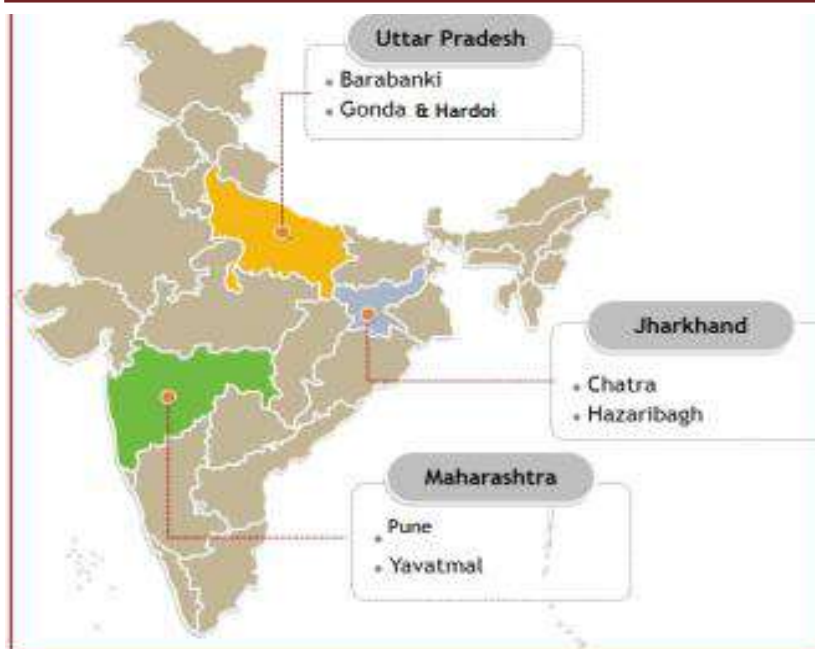 Uttar Pradesh
• Barabanki
• Gonda & Hardoi
Jharkhand
• Chatra
• Hazaribagh
Maharashtra
• Pune
• Yavatmal